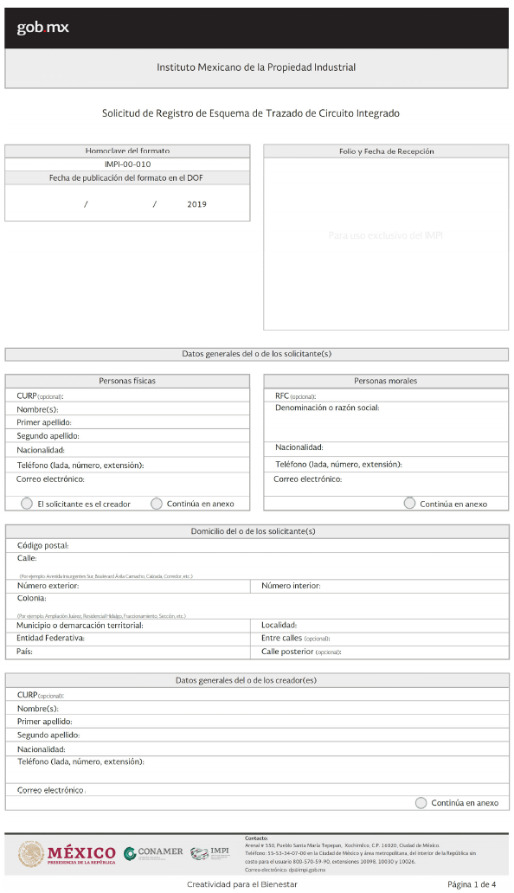 gob.mx
Instituto Mexicano de la Propiedad Industrial
Solicitud de Registro de Esquema de Trazado de Circuito Integrado
Homoclave del formato
IMPI-00-010
Fecha de publicación del formato en el DOF
/ / 2019
Folio y Fecha de Recepción
Para uso exclusivo del IMPI
Datos generales del o de los solicitante(s)
Personas físicas
CURP (opcional):
Nombre(s):
Primer apellido:
Segundo apellido:
Nacionalidad:
Teléfono (lada, número, extensión):
Correo electrónico:
El solicitante es el creador
Continúa en anexo
Personas morales
RFC (opcional):
Denominación o razón social:
Nacionalidad:
Teléfono (lada, número, extensión):
Correo electrónico:
Continúa en anexo
Domicilio del o de los solicitante(s)
Código postal:
Calle:
(Por ejemplo: Avenida Insurgentes Sur, Boulevard Ávila Camacho, Calzada, Corredor, etc.)
Número exterior:
Número interior:
Colonia:
(Por ejemplo: Ampliación Juárez, Residencial Hidalgo, Fraccionamiento, Sección, etc.)
Municipio o demarcación territorial:
Localidad:
Entidad Federativa:
Entre calles (opcional):
País:
Calle posterior (opcional):
Datos generales del o de los creador(es)
CURP (opcional):
Nombre(s):
Primer apellido:
Segundo apellido:
Nacionalidad:
Teléfono (lada, número, extensión):
Correo electrónico.
Continúa en anexo
MÉXICO
PRESIDENCIA DE LA REPÚBLICA
CONAMER
IMPI
Contacto:
Arenal # 550, Pueblo Santa María Tepepan, Xochimilco, C.P. 16020, Ciudad de México.
Teléfono: 55-53-34-07-00 en la Ciudad de México y área metropolitana, del interior de la República sin
costo para el usuario 800-570-59-90, extensiones 10098, 10030 y 10026.
Correo electrónico: dpat@impi.gob.mx
Creatividad para el Bienestar
Página 1 de 4